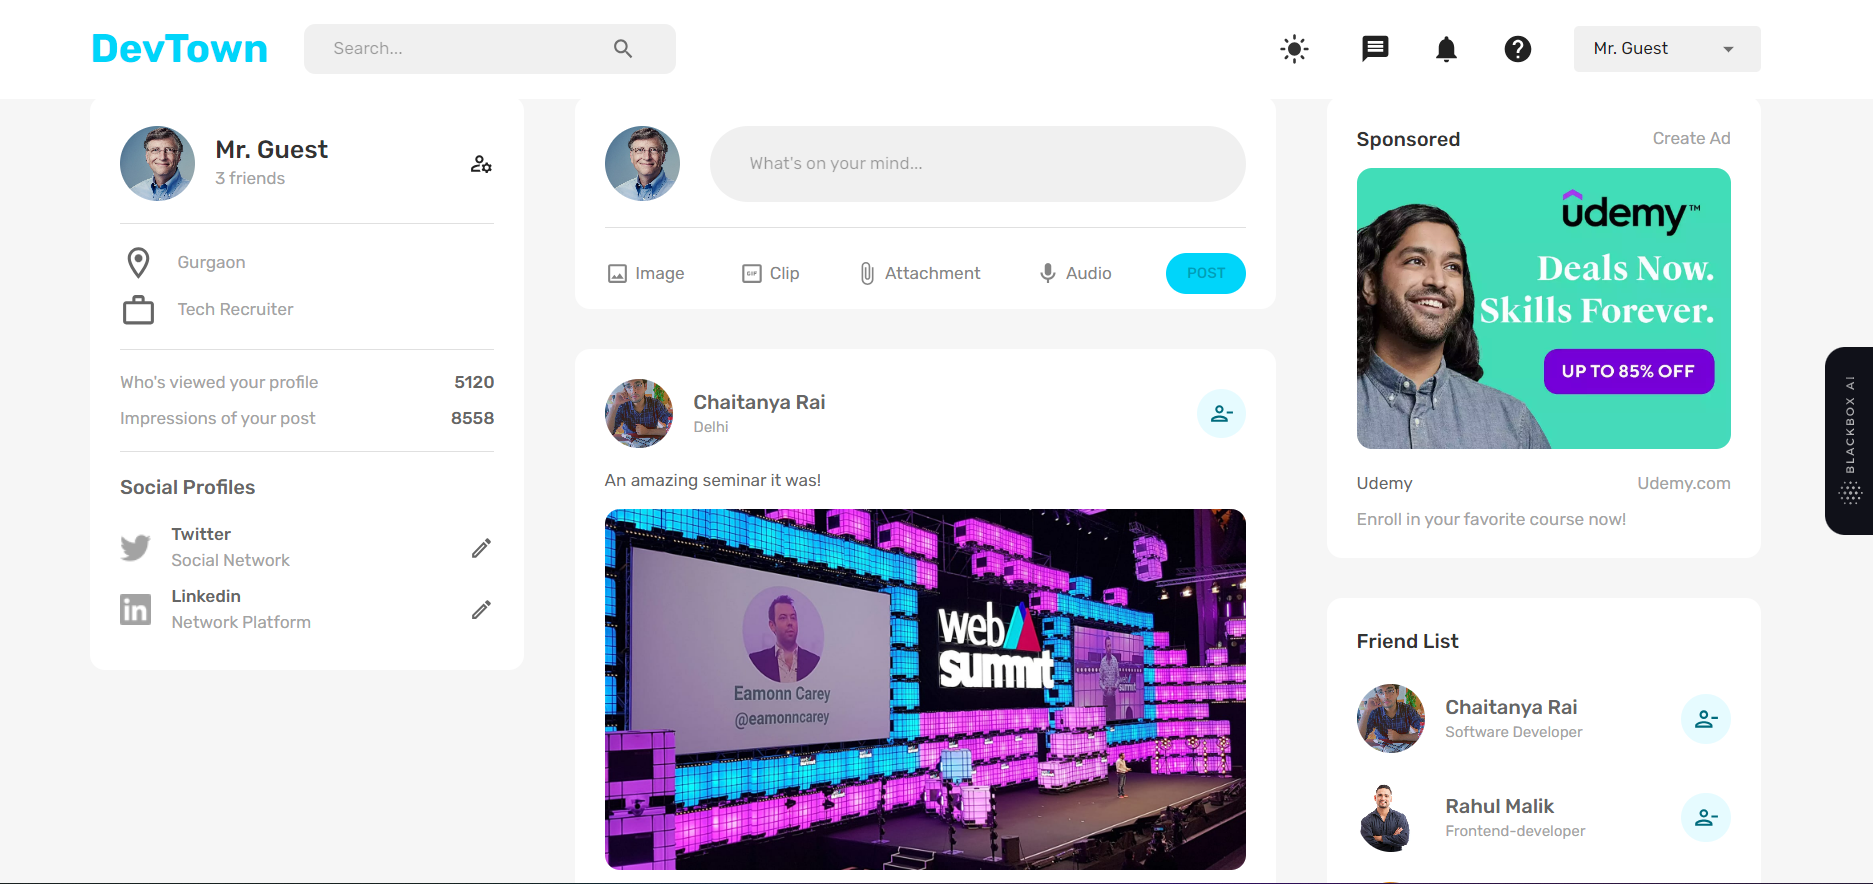 DevTown
Search...
Mr. Guest
Mr. Guest
3 friends
Gurgaon
Tech Recruiter
Who's viewed your profile 5120
Impressions of your post 8558
Social Profiles
Twitter
Social Network
Linkedin
Network Platform
What's on your mind...
Image Clip Attachment Audio POST
GIF
Chaitanya Rai
Delhi
An amazing seminar it was!
Eamonn Carey
@eamonncarey
web
summit
web
summit
Sponsored Create Ad
udemy™
Deals Now.
Skills Forever.
UP TO 85% OFF
Udemy Udemy.com
Enroll in your favorite course now!
Friend List
Chaitanya Rai
Software Developer
Rahul Malik
Frontend-developer
BLACKBOX AI